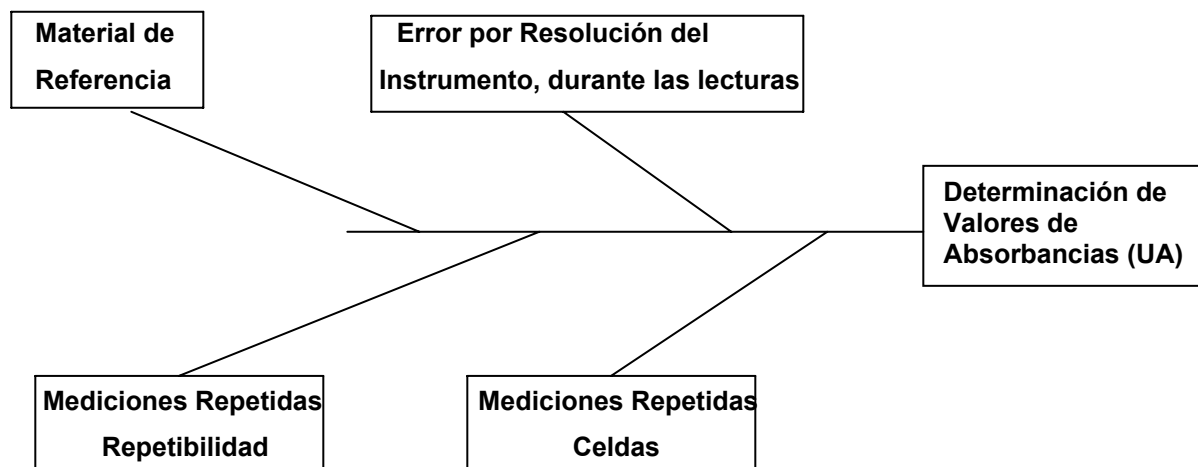 Material de
Referencia
Error por Resolución del
Instrumento, durante las lecturas
Determinación de
Valores de
Absorbancias (UA)
Mediciones Repetidas
Repetibilidad
Mediciones Repetidas
Celdas